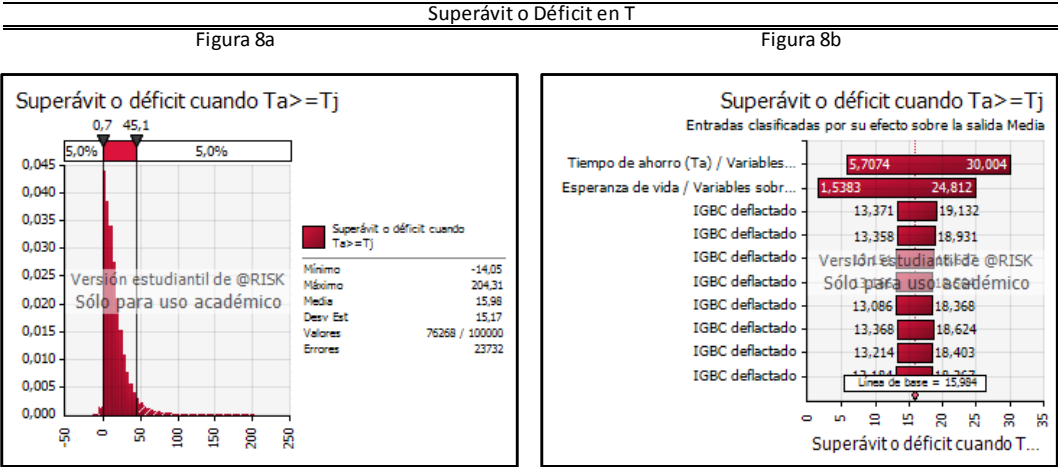 Superávit o Déficit en T
Figura 8a
Figura 8b
Superávit o déficit cuando Ta>=Tj
0,7 45,1
5,0% 5,0%
0,045
0,040
0,035
0,030
0,025
0,020
0,015
0,010
0,005
0,000
-50 0 50 100 150 200 250
Versión estudiantil de @RISK
Sólo para uso académico
Superávit o déficit cuando
Ta>=Tj
Mínimo -14,05
Máximo 204,31
Media 15,98
Desv Est 15,17
Valores 76268 / 100000
Errores 23732
Superávit o déficit cuando Ta>=Tj
Entradas clasificadas por su efecto sobre la salida Media
Tiempo de ahorro (Ta) / Variables... 5,7074 30,004
Esperanza de vida / Variables sobr... 1,5383 24,812
IGBC deflactado 13,371 19,132
IGBC deflactado 13,358 18,931
IGBC deflactado
IGBC deflactado
Versión estudiantil de @RISK
Sólo para uso académico
IGBC deflactado 13,086 18,368
IGBC deflactado 13,368 18,624
IGBC deflactado 13,214 18,403
IGBC deflactado
Línea de base = 15,984
0 5 10 15 20 25 30 35
Superávit o déficit cuando T...